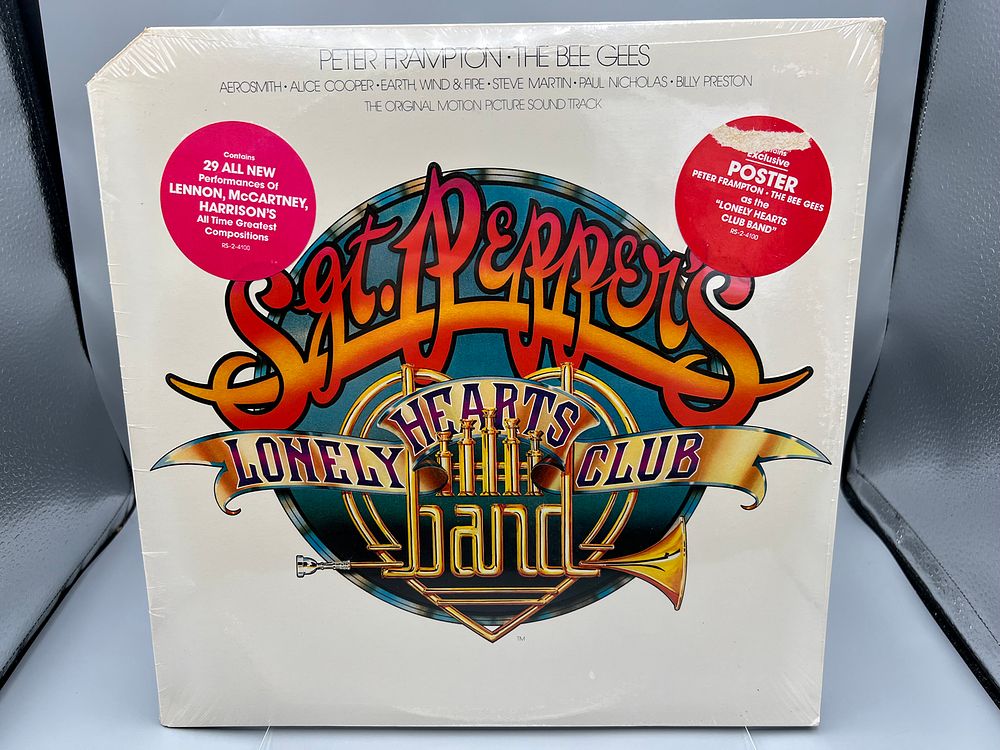 PETER FRAMPTON • THE BEE GEES
AEROSMITH • ALICE COOPER • EARTH, WIND & FIRE • STEVE MARTIN • PAUL NICHOLAS • BILLY PRESTON
THE ORIGINAL MOTION PICTURE SOUND TRACK
Contains
29 ALL NEW
Performances Of
LENNON, McCARTNEY,
HARRISON'S
All Time Greatest
Compositions
RS-2-4100
Exclusive
POSTER
PETER FRAMPTON • THE BEE GEES
as the
"LONELY HEARTS
CLUB BAND"
RS-2-4100
Sgt. Pepper's
LONELY HEARTS CLUB
band
TM